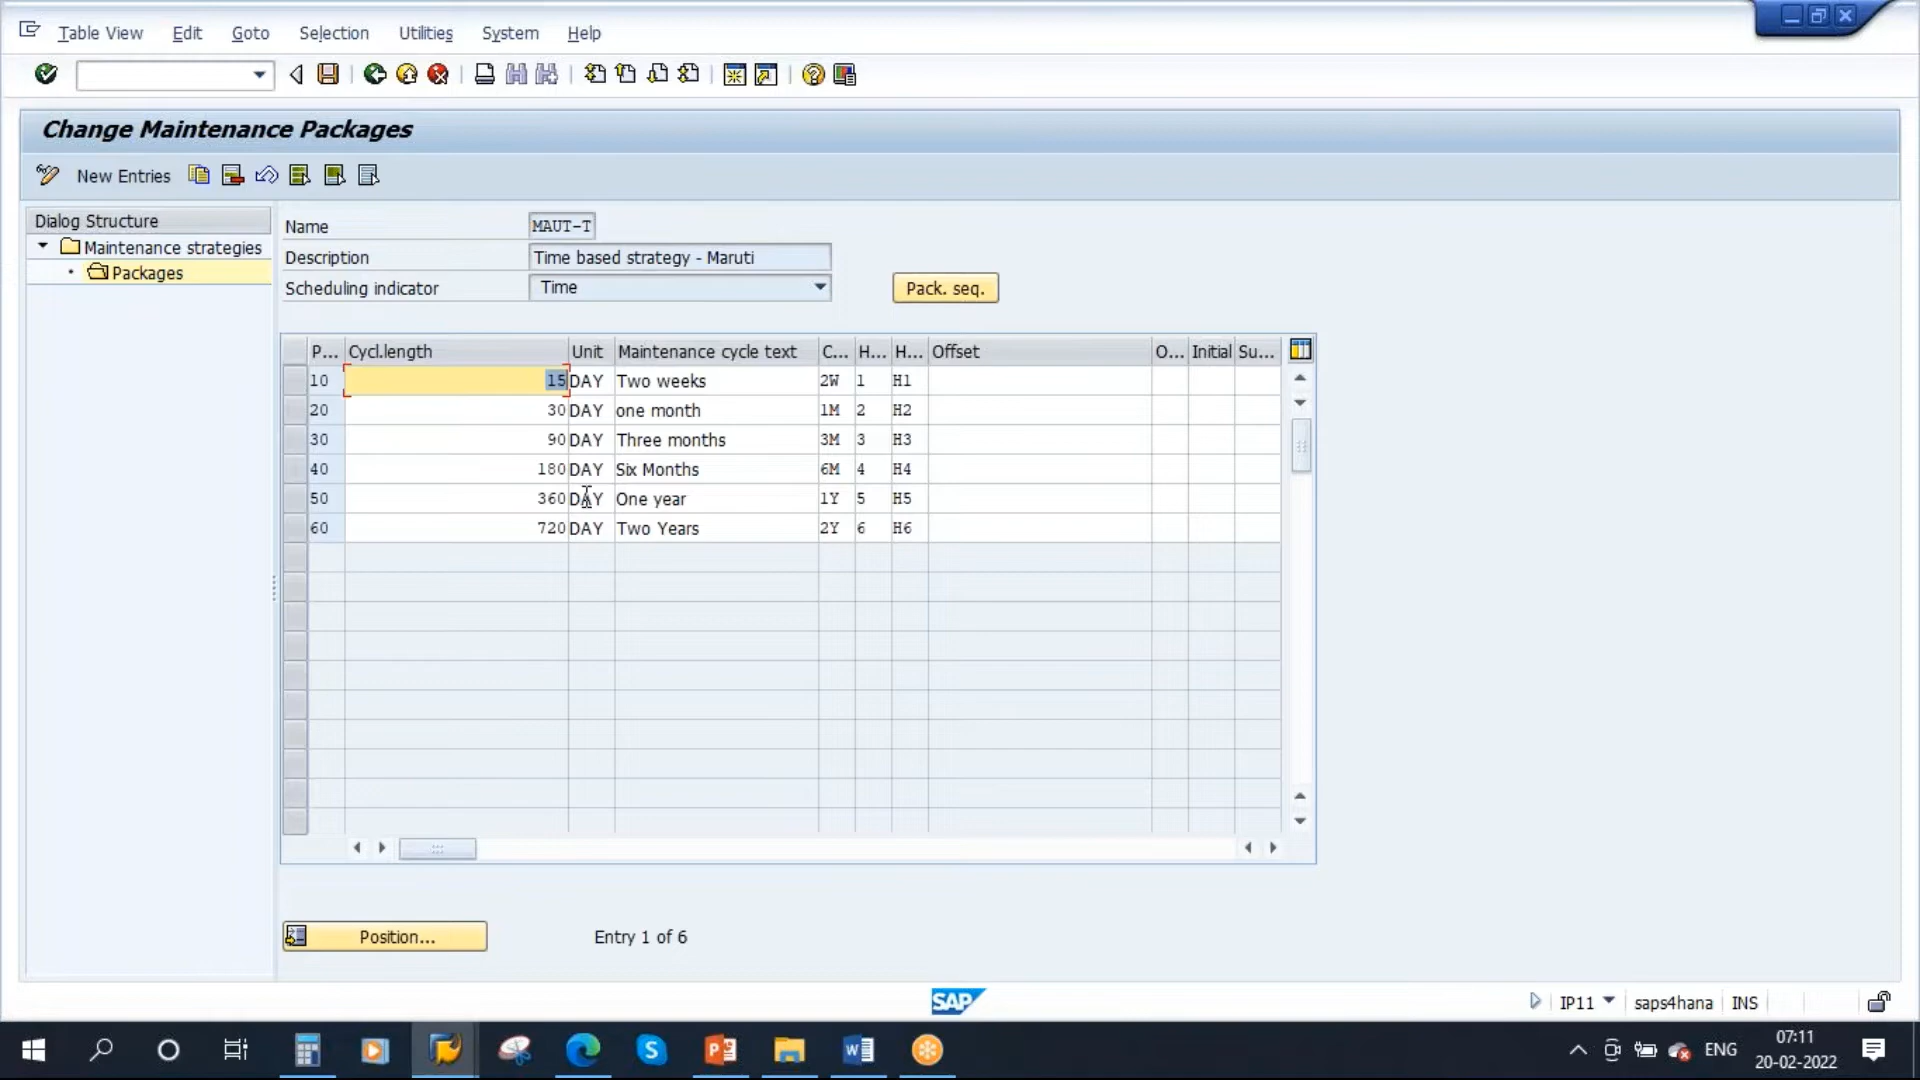 Table View Edit Goto Selection Utilities System Help
Change Maintenance Packages
New Entries
Dialog Structure
Maintenance strategies
Packages
Name MAUT-T
Description Time based strategy - Maruti
Scheduling indicator Time Pack. seq.
P... Cycl.length Unit Maintenance cycle text C... H... H... Offset O... Initial Su...
10 15 DAY Two weeks 2W 1 H1
20 30 DAY one month 1M 2 H2
30 90 DAY Three months 3M 3 H3
40 180 DAY Six Months 6M 4 H4
50 360 DAY One year 1Y 5 H5
60 720 DAY Two Years 2Y 6 H6
Position... Entry 1 of 6
SAP
IP11 saps4hana INS
ENG
07:11
20-02-2022